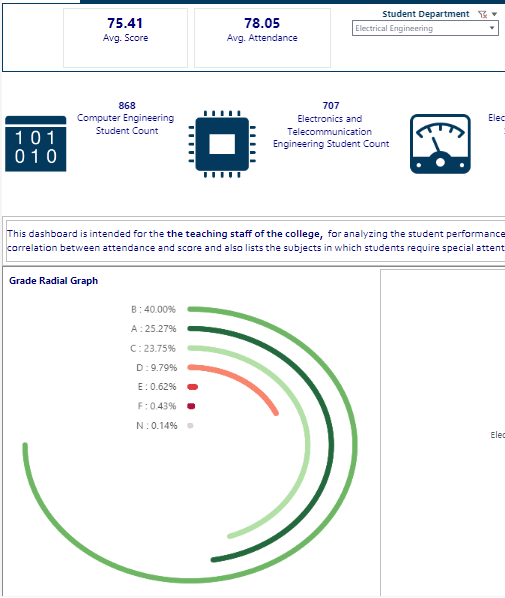 75.41
Avg. Score
78.05
Avg. Attendance
Student Department
Electrical Engineering
868
Computer Engineering
Student Count
707
Electronics and
Telecommunication
Engineering Student Count
Elec
101
010
This dashboard is intended for the the teaching staff of the college, for analyzing the student performance
correlation between attendance and score and also lists the subjects in which students require special attent
Grade Radial Graph
B : 40.00%
A : 25.27%
C : 23.75%
D : 9.79%
E : 0.62%
F : 0.43%
N : 0.14%
Elec